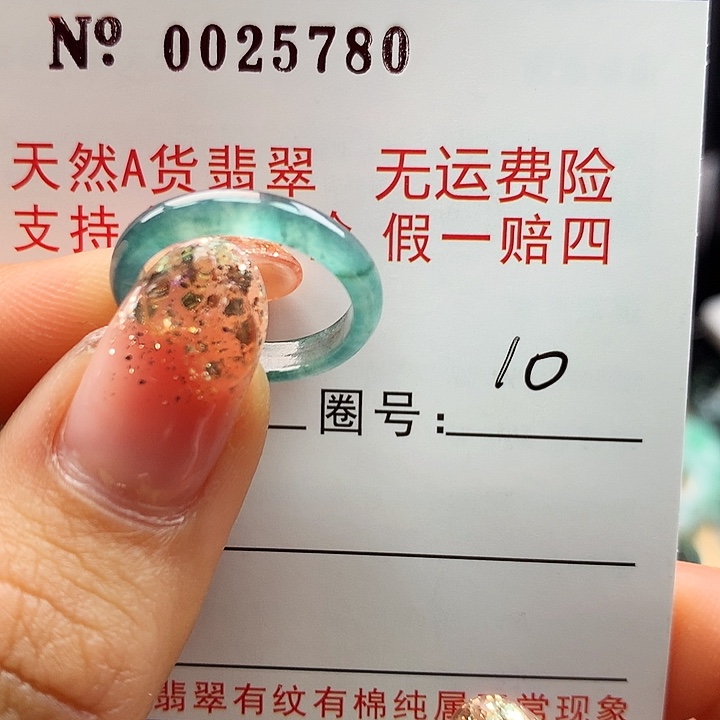 Nº 0025780
天然A货翡翠 无运费险
支持 假一赔四
10
圈号:
翡翠有纹有棉纯属 常现象